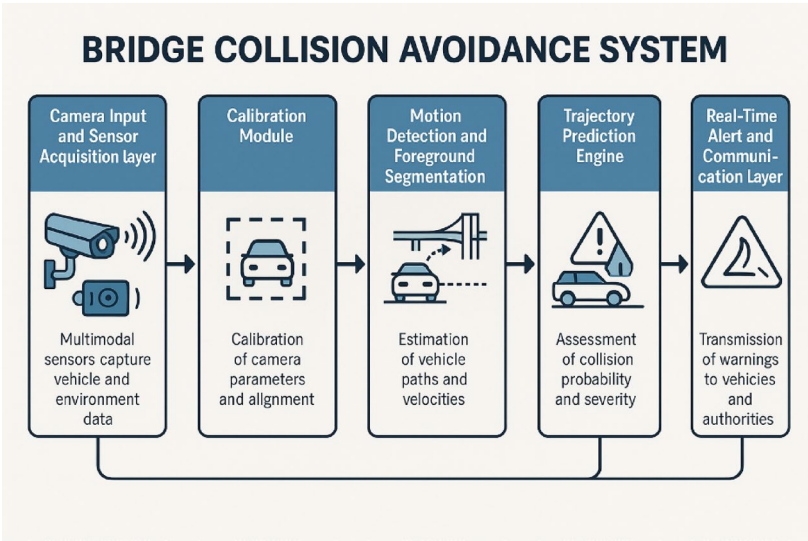 BRIDGE COLLISION AVOIDANCE SYSTEM
Camera Input
and Sensor
Acquisition layer
Multimodal
sensors capture
vehicle and
environment
data
Calibration
Module
Calibration
of camera
parameters
and alignment
Motion
Detection and
Foreground
Segmentation
Estimation
of vehicle
paths and
velocities
Trajectory
Prediction
Engine
Assessment
of collision
probability
and severity
Real-Time
Alert and
Communi-
cation Layer
Transmission
of warnings
to vehicies
and
authorities